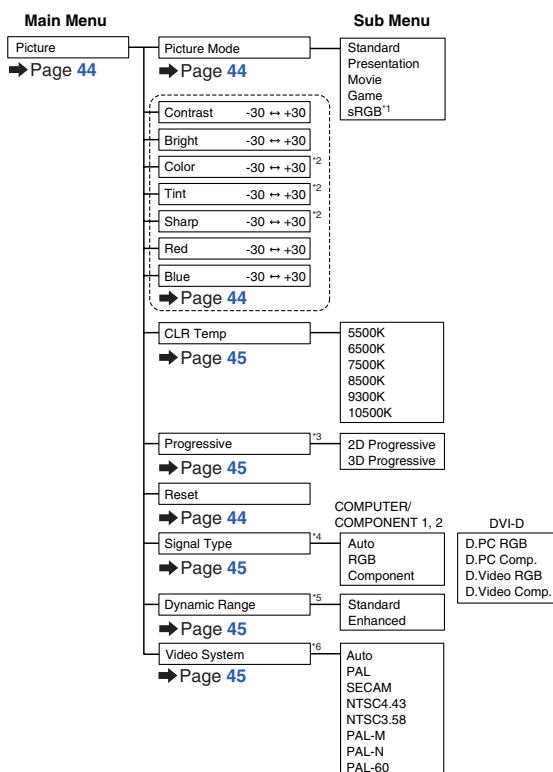 Main Menu
Sub Menu
Picture
➡Page 44
Picture Mode
➡Page 44
Standard
Presentation
Movie
Game
sRGB*1
Contrast -30 ↔ +30
Bright -30 ↔ +30
Color -30 ↔ +30 *2
Tint -30 ↔ +30 *2
Sharp -30 ↔ +30 *2
Red -30 ↔ +30
Blue -30 ↔ +30
➡Page 44
CLR Temp
➡Page 45
5500K
6500K
7500K
8500K
9300K
10500K
Progressive *3
➡Page 45
2D Progressive
3D Progressive
Reset
➡Page 44
Signal Type *4
➡Page 45
COMPUTER/
COMPONENT 1, 2
Auto
RGB
Component
DVI-D
D.PC RGB
D.PC Comp.
D.Video RGB
D.Video Comp.
Dynamic Range *5
➡Page 45
Standard
Enhanced
Video System *6
➡Page 45
Auto
PAL
SECAM
NTSC4.43
NTSC3.58
PAL-M
PAL-N
PAL-60